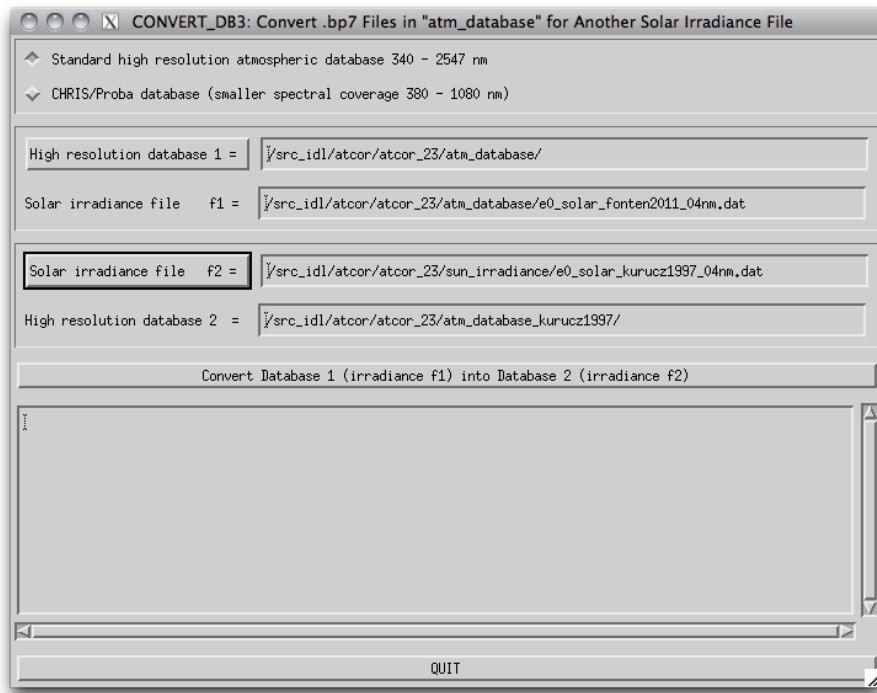 X CONVERT_DB3: Convert .bp7 Files in "atm_database" for Another Solar Irradiance File
Standard high resolution atmospheric database 340 - 2547 nm
CHRIS/Proba database (smaller spectral coverage 380 - 1080 nm)
High resolution database 1 = /src_idl/atcor/atcor_23/atm_database/
Solar irradiance file f1 = /src_idl/atcor/atcor_23/atm_database/e0_solar_fonten2011_04nm.dat
Solar irradiance file f2 = /src_idl/atcor/atcor_23/sun_irradiance/e0_solar_kurucz1997_04nm.dat
High resolution database 2 = /src_idl/atcor/atcor_23/atm_database_kurucz1997/
Convert Database 1 (irradiance f1) into Database 2 (irradiance f2)
QUIT